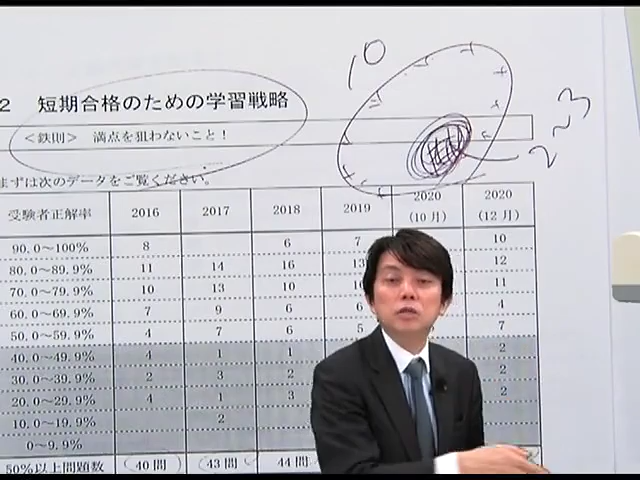 10
2 短期合格のための学習戦略
<鉄則> 満点を狙わないこと!
2~3
まずは次のデータをご覧ください。
受験者正解率 2016 2017 2018 2019 2020(10月) 2020(12月)
90.0~100% 8 6 7 10
80.0~89.9% 11 14 16 13 12
70.0~79.9% 10 13 10 11
60.0~69.9% 7 9 6 4
50.0~59.9% 4 7 6 5 7
40.0~49.9% 4 1 1 2
30.0~39.9% 2 3 2 2
20.0~29.9% 4 1 3 2
10.0~19.9% 2
0~9.9%
50%以上問題数 40問 43問 44問